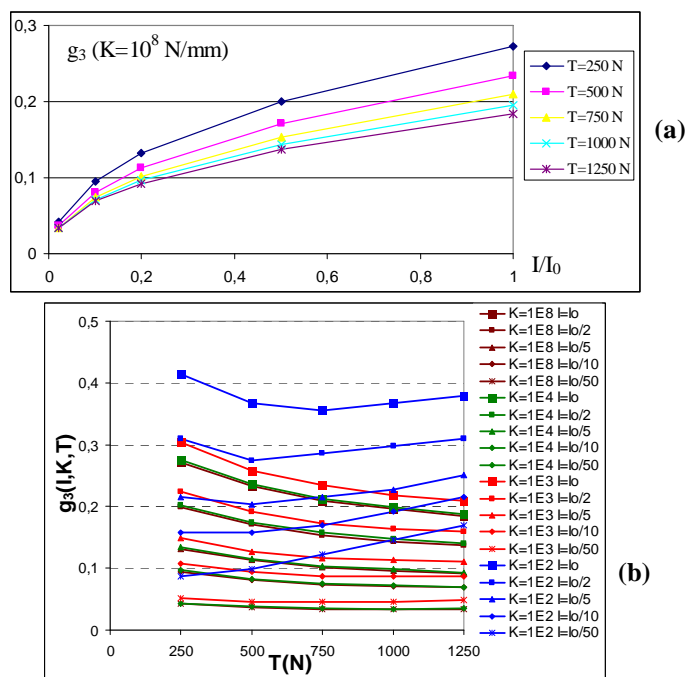 0,3
0,2
0,1
0
g₃ (K=10⁸ N/mm)
0 0,2 0,4 0,6 0,8 1
I/I₀
T=250 N
T=500 N
T=750 N
T=1000 N
T=1250 N
(a)
0,5
0,4
0,3
0,2
0,1
0
g₃(I,K,T)
250 500 750 1000 1250
T(N)
K=1E8 I=Io
K=1E8 I=Io/2
K=1E8 I=Io/5
K=1E8 I=Io/10
K=1E8 I=Io/50
K=1E4 I=Io
K=1E4 I=Io/2
K=1E4 I=Io/5
K=1E4 I=Io/10
K=1E4 I=Io/50
K=1E3 I=Io
K=1E3 I=Io/2
K=1E3 I=Io/5
K=1E3 I=Io/10
K=1E3 I=Io/50
K=1E2 I=Io
K=1E2 I=Io/2
K=1E2 I=Io/5
K=1E2 I=Io/10
K=1E2 I=Io/50
(b)